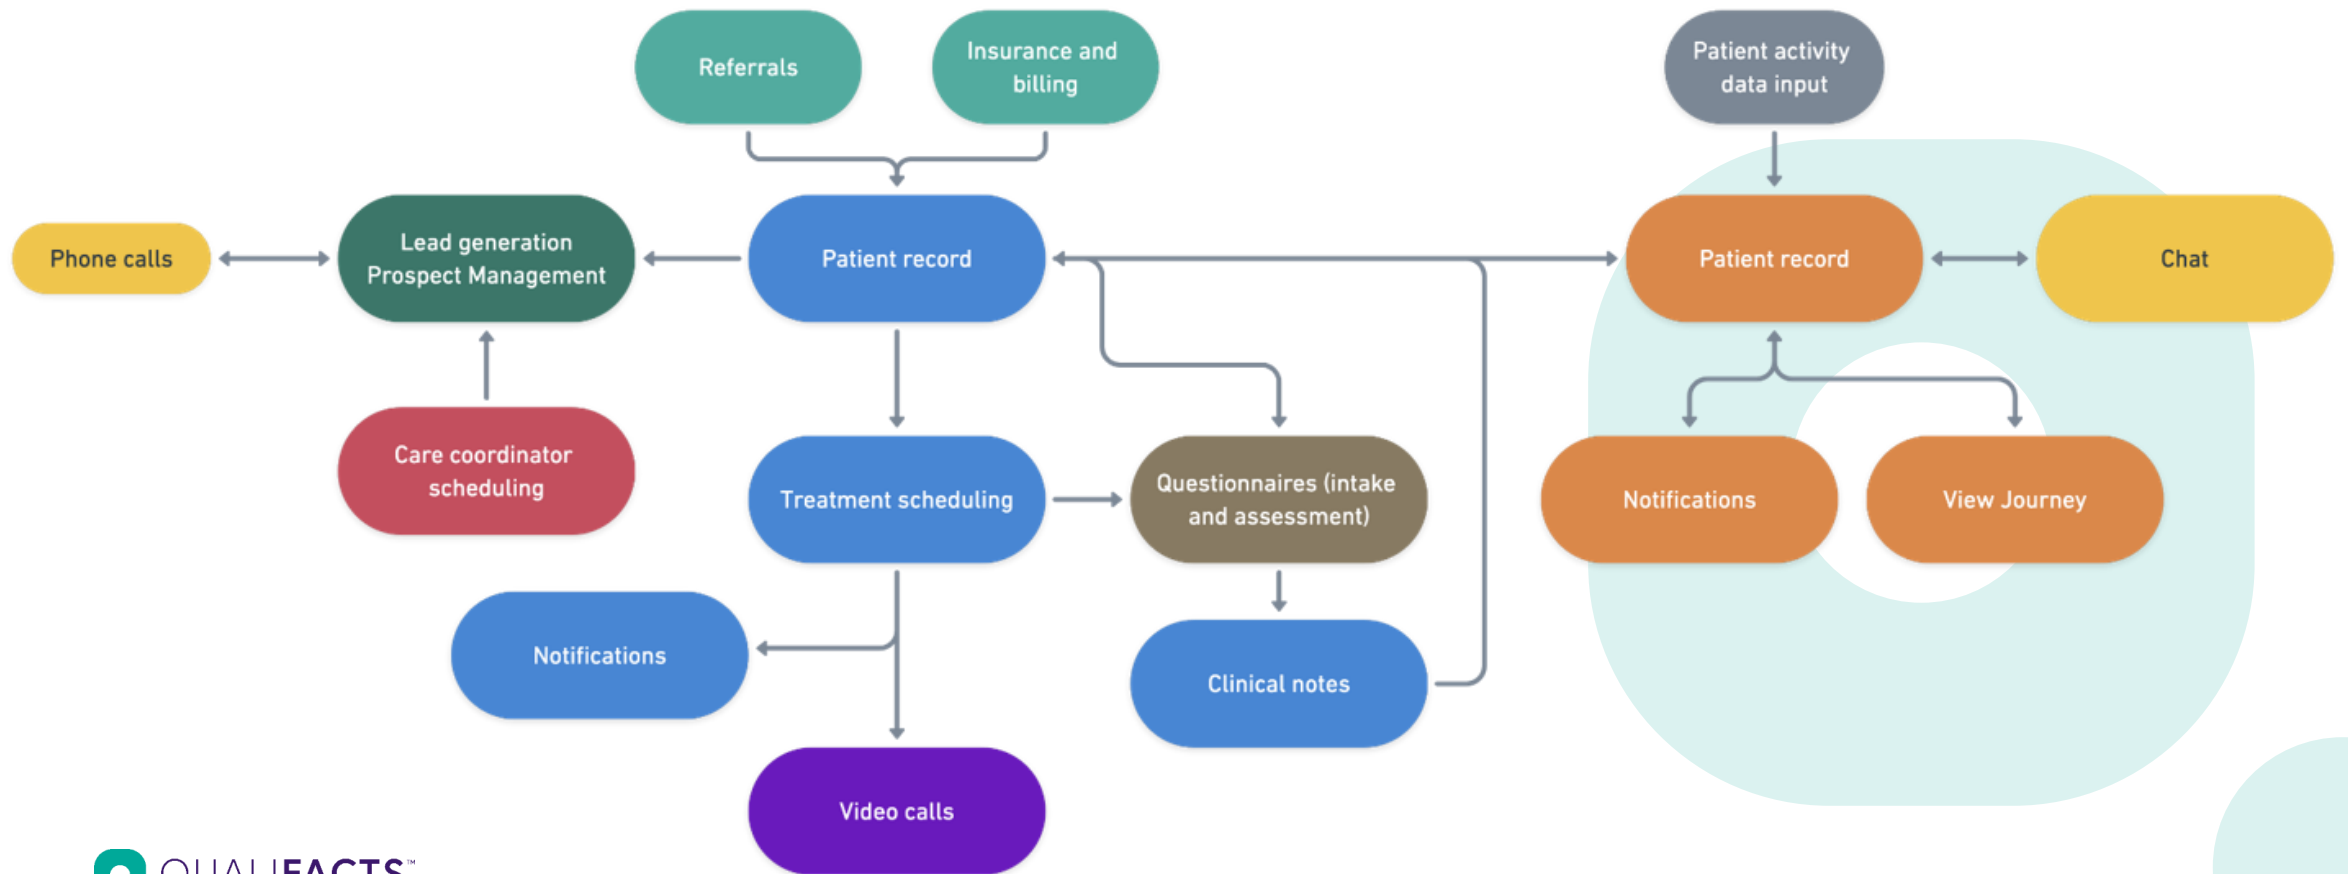 Referrals
Insurance and
billing
Patient activity
data input
Phone calls
Lead generation
Prospect Management
Patient record
Patient record
Chat
Care coordinator
scheduling
Treatment scheduling
Questionnaires (intake
and assessment)
Notifications
View Journey
Notifications
Clinical notes
Video calls
QUALIFACTS™